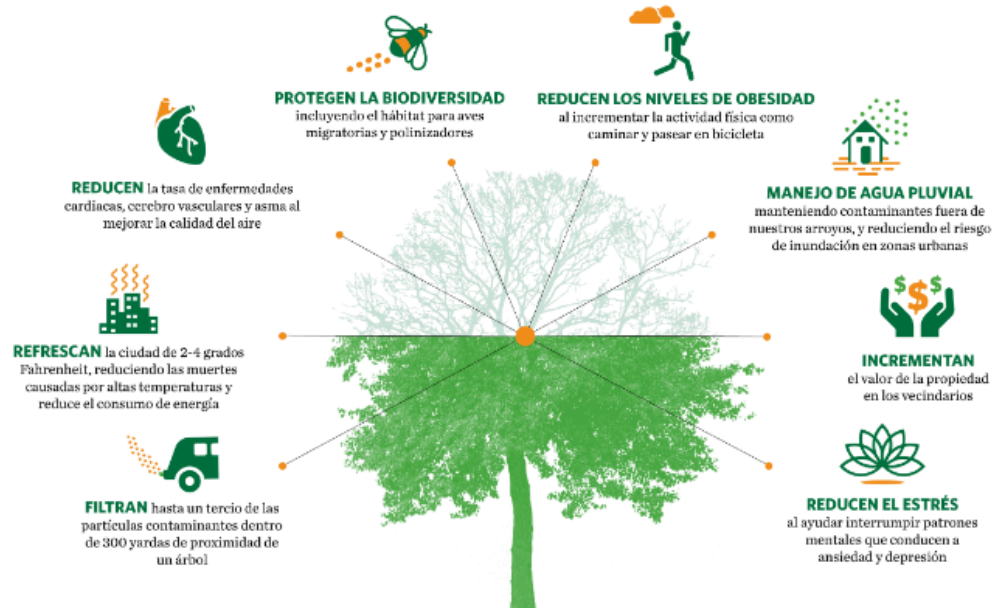 PROTEGEN LA BIODIVERSIDAD
incluyendo el hábitat para aves
migratorias y polinizadores
REDUCEN LOS NIVELES DE OBESIDAD
al incrementar la actividad física como
caminar y pasear en bicicleta
REDUCEN la tasa de enfermedades
cardiacas, cerebro vasculares y asma al
mejorar la calidad del aire
MANEJO DE AGUA PLUVIAL
manteniendo contaminantes fuera de
nuestros arroyos, y reduciendo el riesgo
de inundación en zonas urbanas
REFRESCAN la ciudad de 2-4 grados
Fahrenheit, reduciendo las muertes
causadas por altas temperaturas y
reduce el consumo de energía
$ $ $
INCREMENTAN
el valor de la propiedad
en los vecindarios
FILTRAN hasta un tercio de las
partículas contaminantes dentro
de 300 yardas de proximidad de
un árbol
REDUCEN EL ESTRÉS
al ayudar interrumpir patrones
mentales que conducen a
ansiedad y depresión